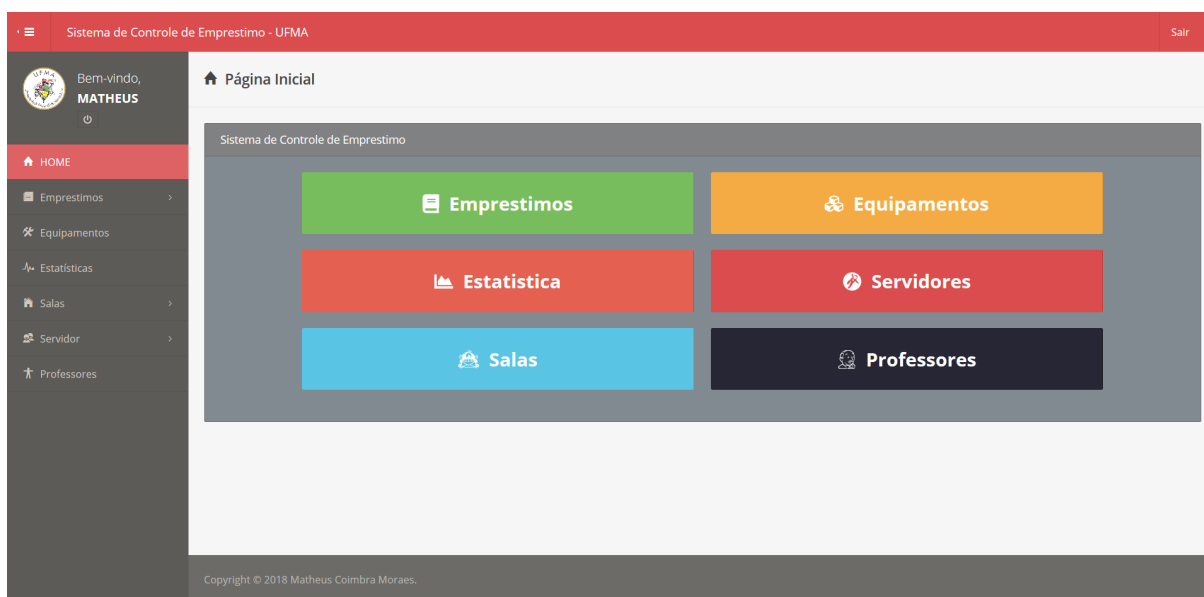 Sistema de Controle de Emprestimo - UFMA
Sair
UFMA
Bem-vindo,
MATHEUS
HOME
Emprestimos
Equipamentos
Estatísticas
Salas
Servidor
Professores
Página Inicial
Sistema de Controle de Emprestimo
Emprestimos
Equipamentos
Estatistica
Servidores
Salas
Professores
Copyright © 2018 Matheus Coimbra Moraes.